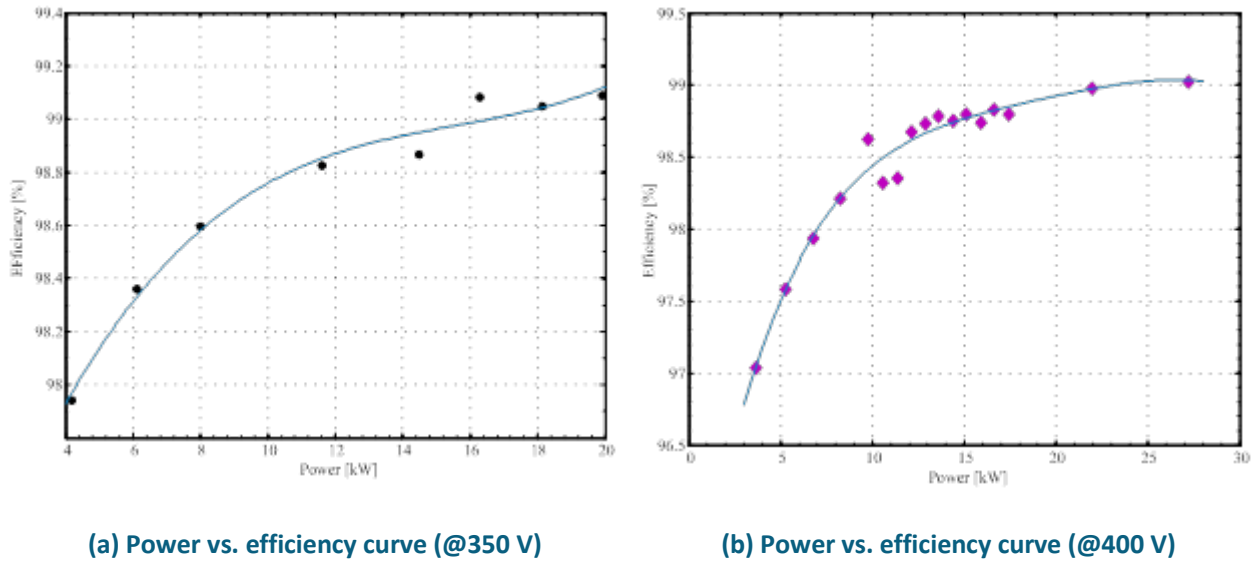 99.4
99.2
99
98.8
98.6
98.4
98.2
98
EFficiency [%]
4 6 8 10 12 14 16 18 20
Power [kW]
(a) Power vs. efficiency curve (@350 V)
99.5
99
98.5
98
97.5
97
96.5
Efficiency [%]
0 5 10 15 20 25 30
Power [kW]
(b) Power vs. efficiency curve (@400 V)